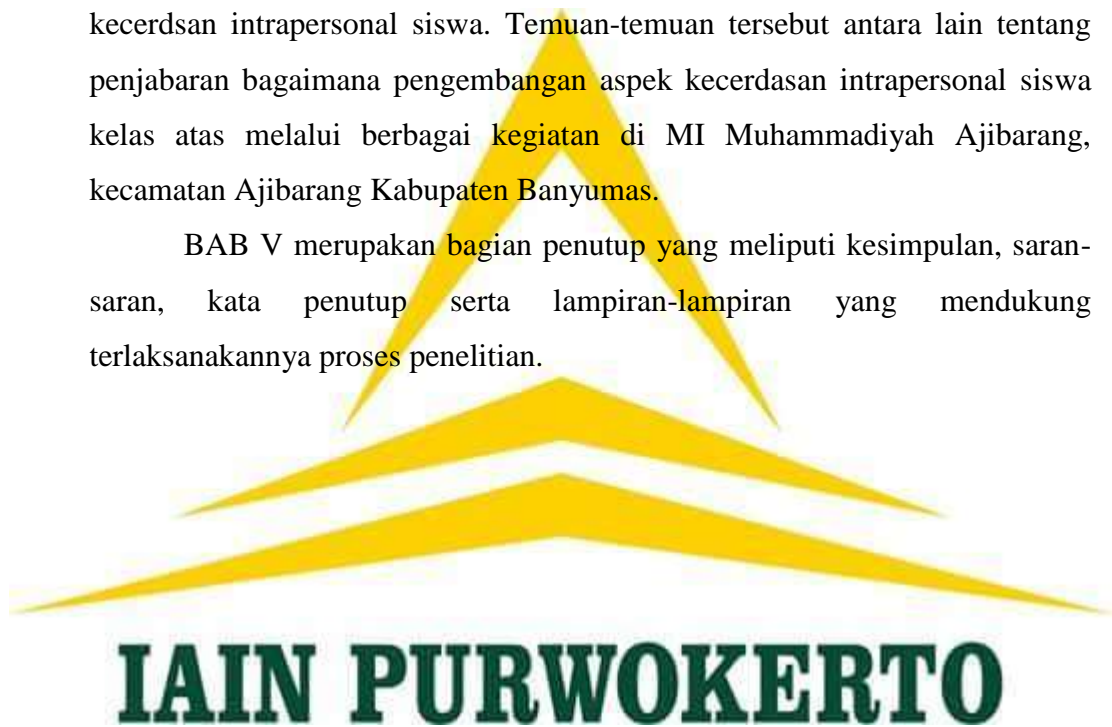 kecerdsan intrapersonal siswa. Temuan-temuan tersebut antara lain tentang
penjabaran bagaimana pengembangan aspek kecerdasan intrapersonal siswa
kelas atas melalui berbagai kegiatan di MI Muhammadiyah Ajibarang,
kecamatan Ajibarang Kabupaten Banyumas.
BAB V merupakan bagian penutup yang meliputi kesimpulan, saran-
saran, kata penutup serta lampiran-lampiran yang mendukung
terlaksanakannya proses penelitian.
IAIN PURWOKERTO